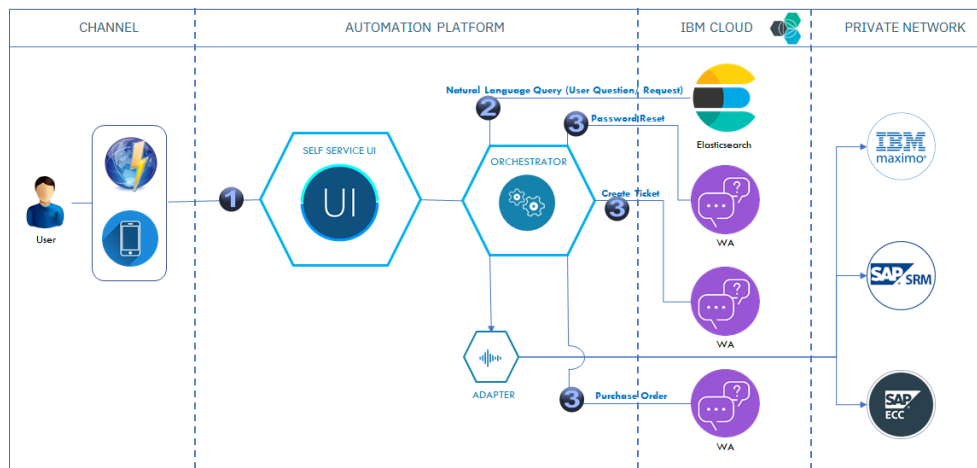 CHANNEL
AUTOMATION PLATFORM
IBM CLOUD
PRIVATE NETWORK
Natural Language Query (User Question/ Request)
2
3
Password Reset
Elasticsearch
IBM
maximo
SELF SERVICE UI
UI
ORCHESTRATOR
User
1
Create Ticket
3
WA
SAP SRM
WA
ADAPTER
3
Purchase Order
WA
SAP
ECC